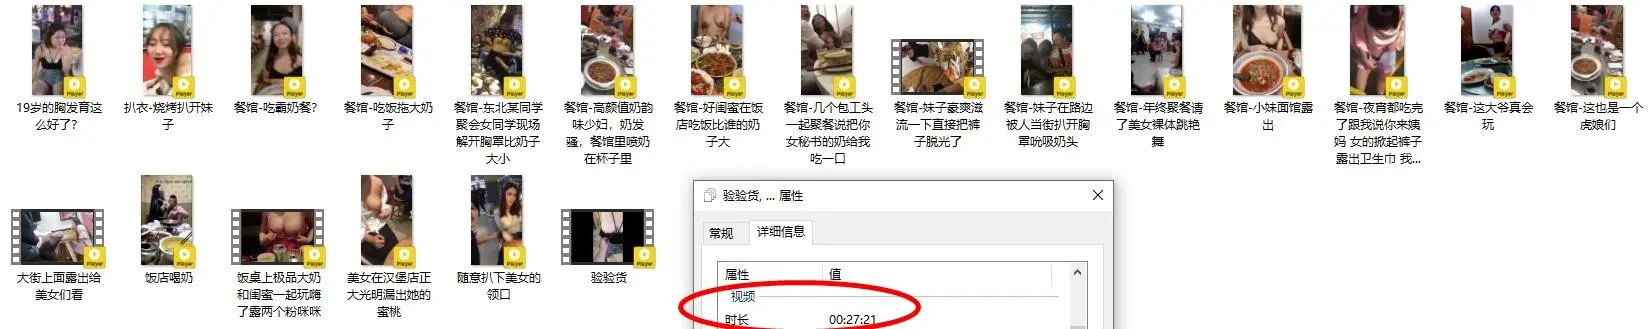 19岁的胸发育这
么好了?
扒衣-烧烤扒开妹
子
餐馆-吃霸奶餐?
餐馆-吃饭拖大奶
子
餐馆-东北某同学
聚会女同学现场
解开胸罩比奶子
大小
餐馆-高颜值奶韵
味少妇，奶发
骚，餐馆里喷奶
在杯子里
餐馆-好闺蜜在饭
店吃饭比谁的奶
子大
餐馆-几个包工头
一起聚餐说把你
女秘书的奶给我
吃一口
餐馆-妹子豪爽滋
流一下直接把裤
子脱光了
餐馆-妹子在路边
被人当街扒开胸
罩吮吸奶头
餐馆-年终聚餐请
了美女裸体跳艳
舞
餐馆-小妹面馆露
出
餐馆-夜宵都吃完
了跟我说你来姨
妈 女的掀起裤子
露出卫生巾 我...
餐馆-这大爷真会
玩
餐馆-这也是一个
虎娘们
大街上面露出给
美女们看
饭店喝奶
饭桌上极品大奶
和闺蜜一起玩嗨
了露两个粉咪咪
美女在汉堡店正
大光明漏出她的
蜜桃
随意扒下美女的
领口
验验货
验验货, ... 属性
常规
详细信息
属性 值
视频
时长 00:27:21